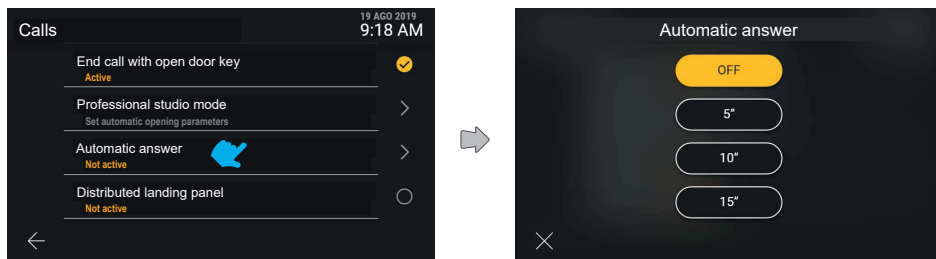 Calls
19 AGO 2019
9:18 AM
End call with open door key
Active
Professional studio mode
Set automatic opening parameters
Automatic answer
Not active
Distributed landing panel
Not active
Automatic answer
OFF
5″
10″
15″